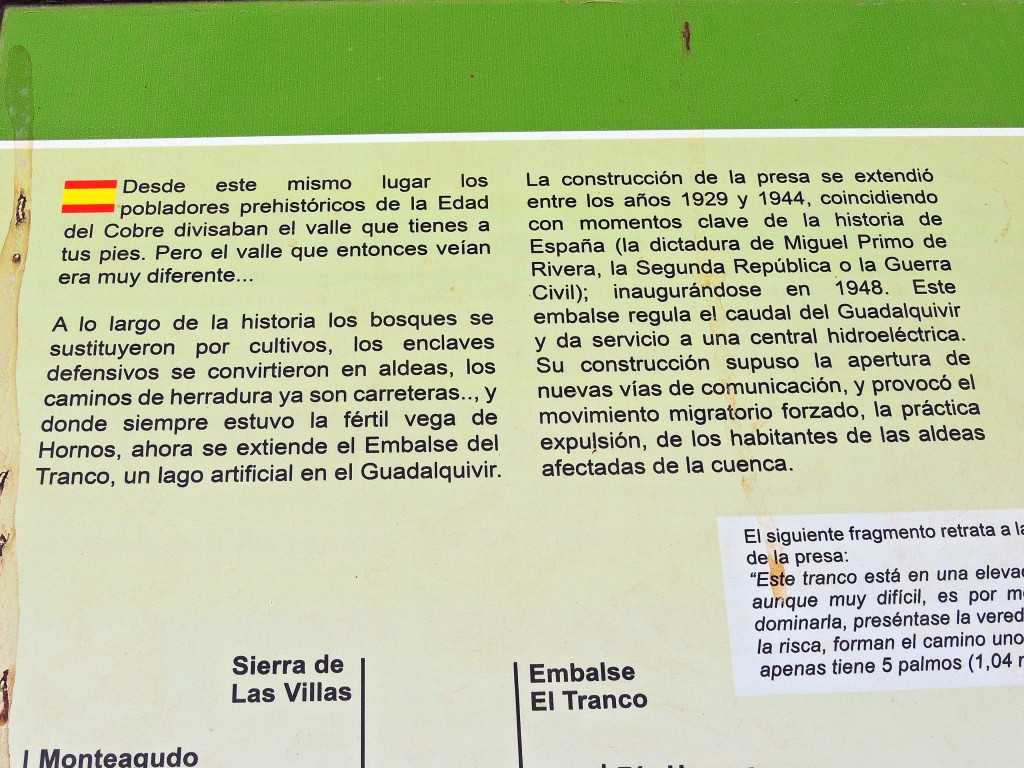 Desde este mismo lugar los
pobladores prehistóricos de la Edad
del Cobre divisaban el valle que tienes a
tus pies. Pero el valle que entonces veían
era muy diferente...
A lo largo de la historia los bosques se
sustituyeron por cultivos, los enclaves
defensivos se convirtieron en aldeas, los
caminos de herradura ya son carreteras.., y
donde siempre estuvo la fértil vega de
Hornos, ahora se extiende el Embalse del
Tranco, un lago artificial en el Guadalquivir.
La construcción de la presa se extendió
entre los años 1929 y 1944, coincidiendo
con momentos clave de la historia de
España (la dictadura de Miguel Primo de
Rivera, la Segunda República o la Guerra
Civil); inaugurándose en 1948. Este
embalse regula el caudal del Guadalquivir
y da servicio a una central hidroeléctrica.
Su construcción supuso la apertura de
nuevas vías de comunicación, y provocó el
movimiento migratorio forzado, la práctica
expulsión, de los habitantes de las aldeas
afectadas de la cuenca.
El siguiente fragmento retrata a la
de la presa:
“Este tranco está en una eleva
aunque muy difícil, es por m
dominarla, preséntase la vered
la risca, forman el camino uno
apenas tiene 5 palmos (1,04 m
Sierra de
Las Villas
Embalse
El Tranco
Monteagudo